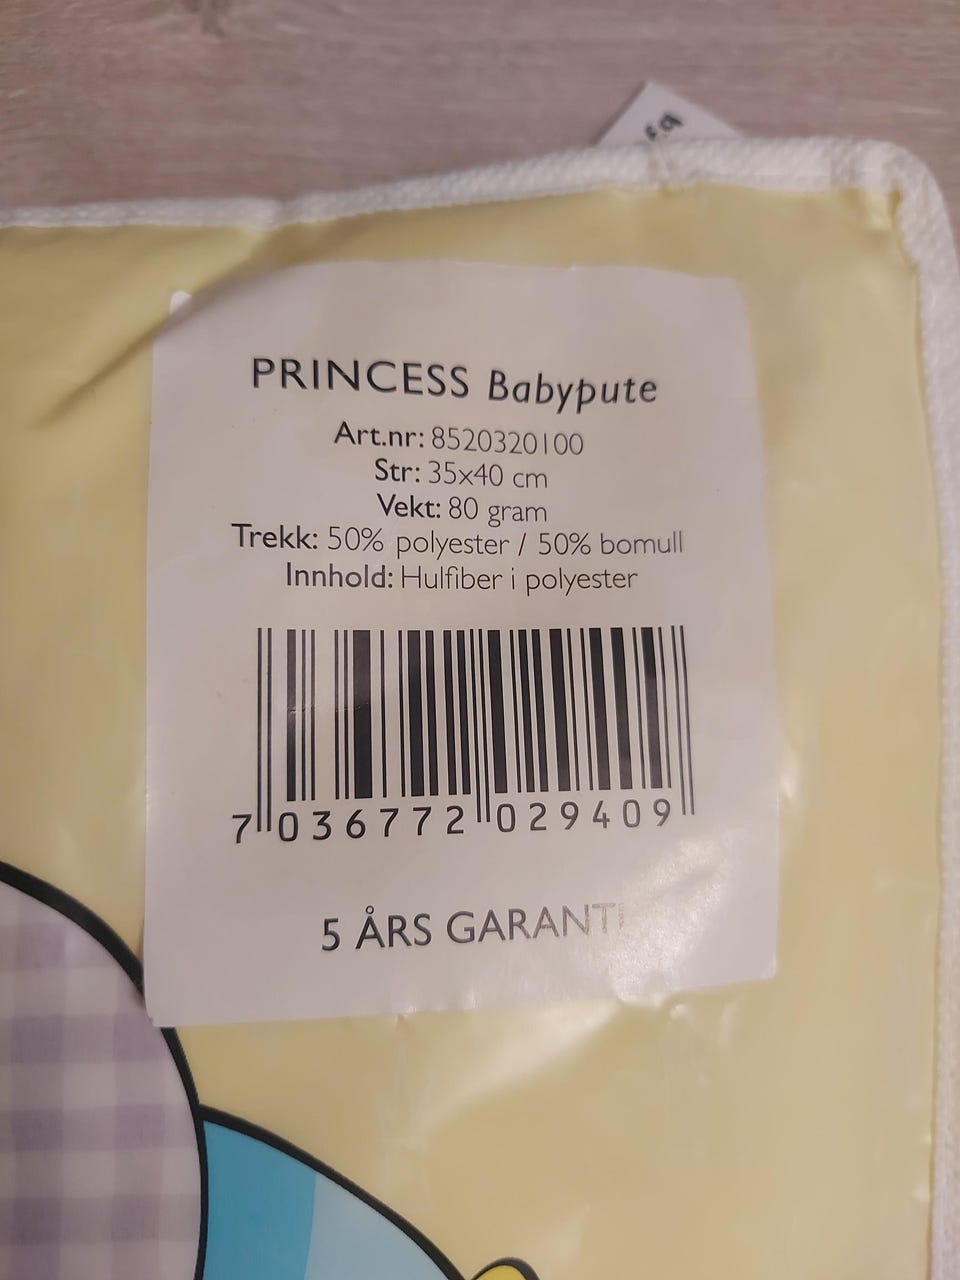 PRINCESS Babypute
Art.nr: 8520320100
Str: 35x40 cm
Vekt: 80 gram
Trekk: 50% polyester / 50% bomull
Innhold: Hulfiber i polyester
7 036772 029409
5 ÅRS GARANTI